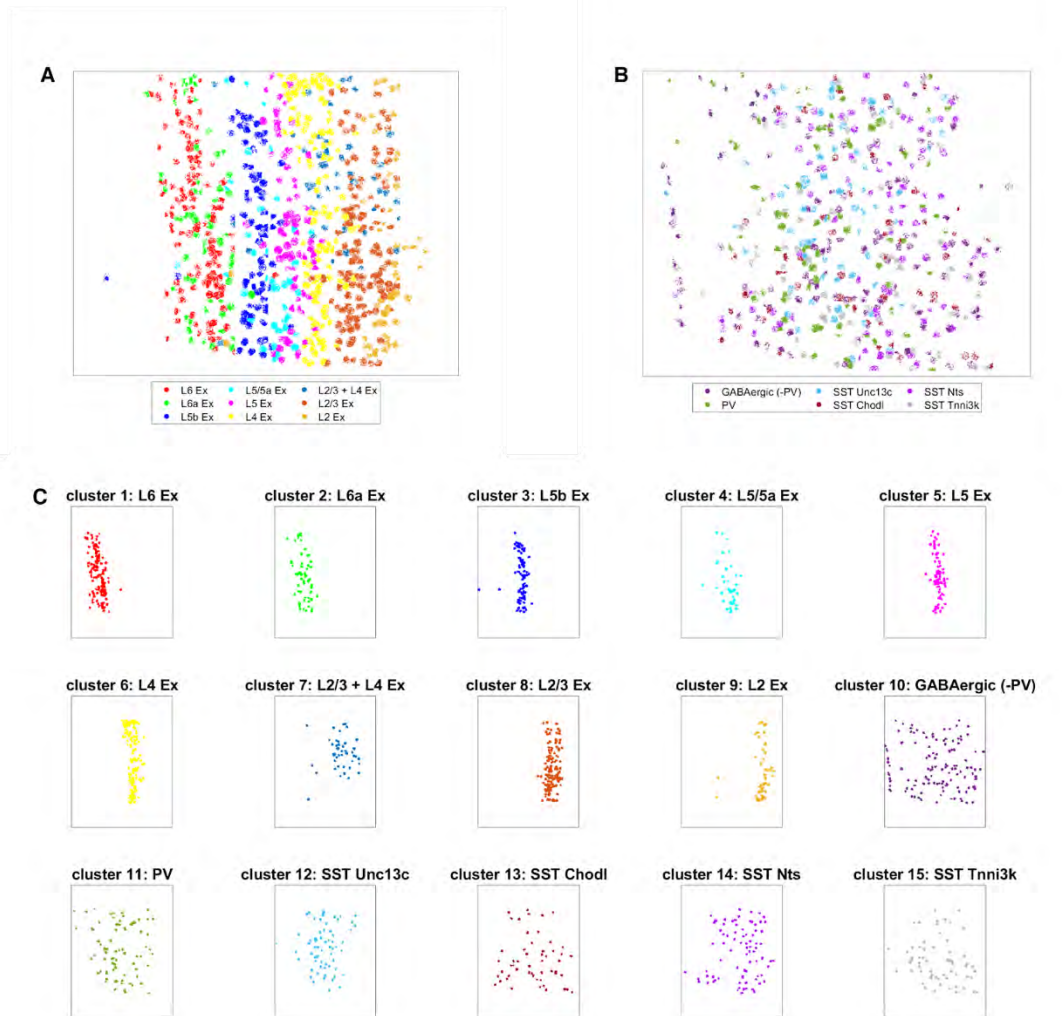 A
B
L6 Ex L5/5a Ex L2/3 + L4 Ex
L6a Ex L5 Ex L2/3 Ex
L5b Ex L4 Ex L2 Ex
GABAergic (-PV) SST Unc13c SST Nts
PV SST Chodl SST Tnni3k
C
cluster 1: L6 Ex
cluster 2: L6a Ex
cluster 3: L5b Ex
cluster 4: L5/5a Ex
cluster 5: L5 Ex
cluster 6: L4 Ex
cluster 7: L2/3 + L4 Ex
cluster 8: L2/3 Ex
cluster 9: L2 Ex
cluster 10: GABAergic (-PV)
cluster 11: PV
cluster 12: SST Unc13c
cluster 13: SST Chodl
cluster 14: SST Nts
cluster 15: SST Tnni3k